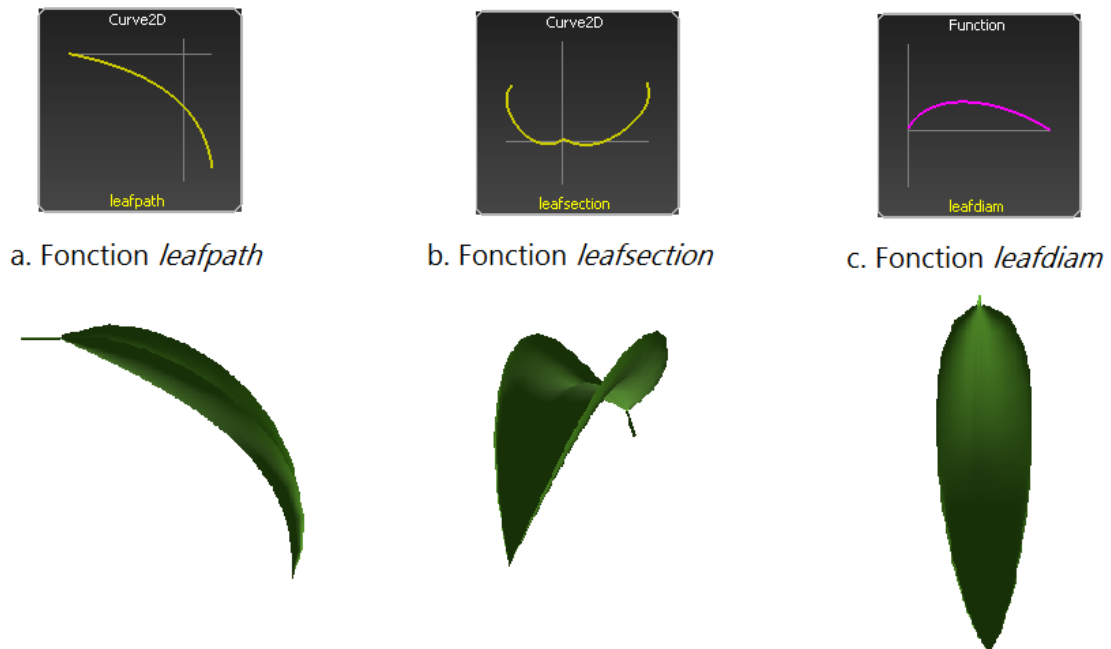 Curve2D
leafpath
Curve2D
leafsection
Function
leafdiam
a. Fonction leafpath
b. Fonction leafsection
c. Fonction leafdiam